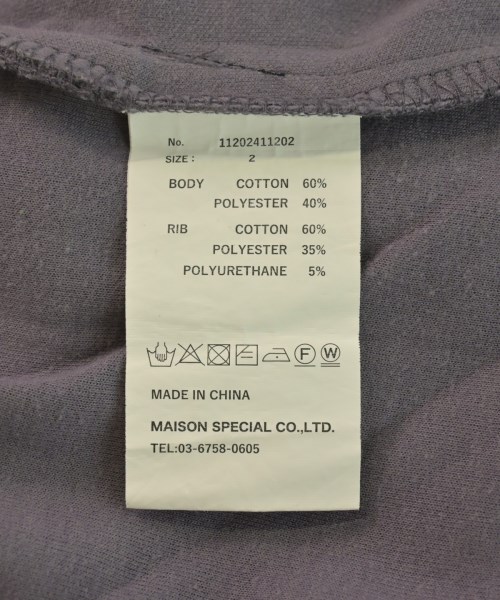 No. 11202411202
SIZE : 2
BODY COTTON 60%
POLYESTER 40%
RIB COTTON 60%
POLYESTER 35%
POLYURETHANE 5%
F W
MADE IN CHINA
MAISON SPECIAL CO.,LTD.
TEL:03-6758-0605